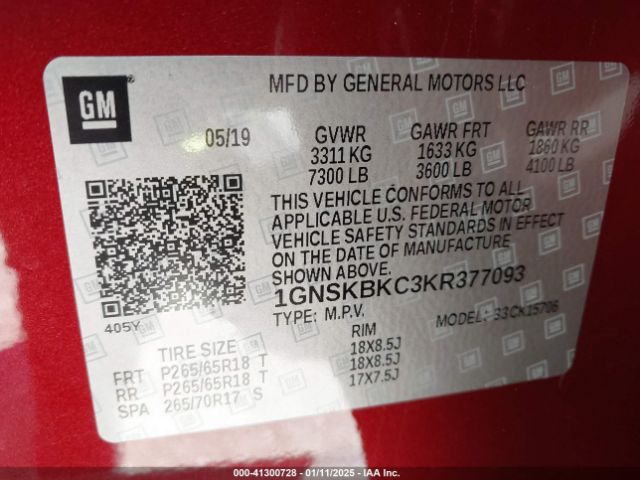 GM
®
MFD BY GENERAL MOTORS LLC
05/19 GVWR GAWR FRT GAWR RR
3311 KG 1633 KG 1860 KG
7300 LB 3600 LB 4100 LB
THIS VEHICLE CONFORMS TO ALL
APPLICABLE U.S. FEDERAL MOTOR
VEHICLE SAFETY STANDARDS IN EFFECT
ON THE DATE OF MANUFACTURE
SHOWN ABOVE.
1GNSKBKC3KR377093
405Y
TYPE: M.P.V. MODEL: 33CK15706
TIRE SIZE RIM
FRT P265/65R18 T 18X8.5J
RR P265/65R18 T 18X8.5J
SPA 265/70R17 S 17X7.5J
000-41300728 - 01/11/2025 - IAA Inc.